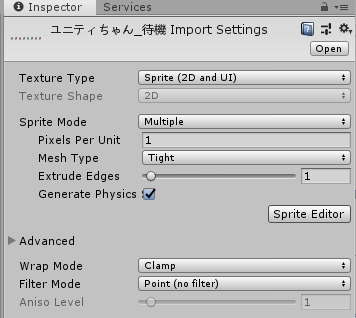 Inspector Services
ユニティちゃん_待機 Import Settings
Open
Texture Type Sprite (2D and UI)
Texture Shape 2D
Sprite Mode Multiple
Pixels Per Unit 1
Mesh Type Tight
Extrude Edges 1
Generate Physics
Sprite Editor
Advanced
Wrap Mode Clamp
Filter Mode Point (no filter)
Aniso Level 1